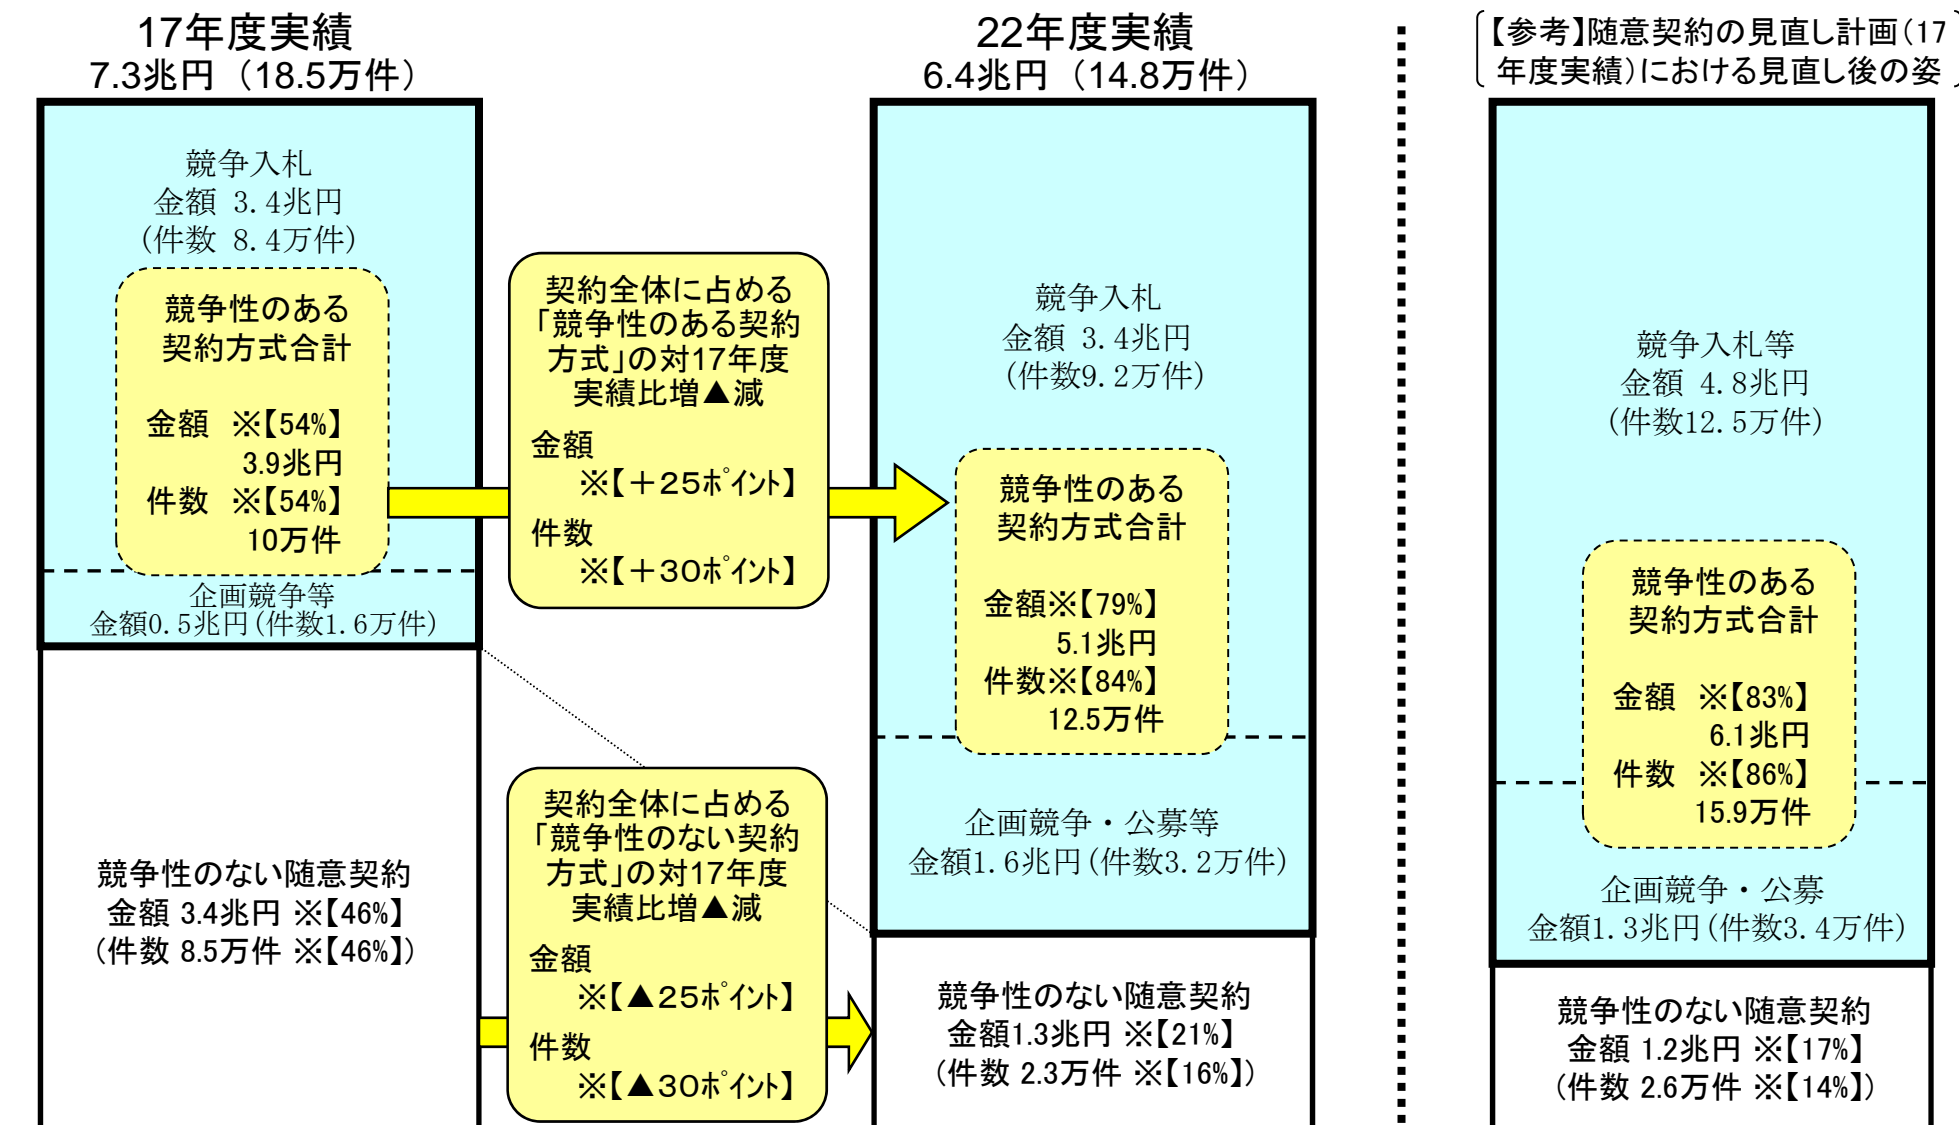 17年度実績
7.3兆円（18.5万件）
競争入札
金額 3.4兆円
(件数 8.4万件)
競争性のある
契約方式合計
金額 ※【54%】
3.9兆円
件数 ※【54%】
10万件
企画競争等
金額0.5兆円(件数1.6万件)
競争性のない随意契約
金額 3.4兆円 ※【46%】
(件数 8.5万件 ※【46%】)
契約全体に占める
「競争性のある契約
方式」の対17年度
実績比増▲減
金額
※【＋25ﾎﾟｲﾝﾄ】
件数
※【＋30ﾎﾟｲﾝﾄ】
契約全体に占める
「競争性のない契約
方式」の対17年度
実績比増▲減
金額
※【▲25ﾎﾟｲﾝﾄ】
件数
※【▲30ﾎﾟｲﾝﾄ】
22年度実績
6.4兆円（14.8万件）
競争入札
金額 3.4兆円
(件数9.2万件)
競争性のある
契約方式合計
金額※【79%】
5.1兆円
件数※【84%】
12.5万件
企画競争・公募等
金額1.6兆円(件数3.2万件)
競争性のない随意契約
金額1.3兆円 ※【21%】
(件数 2.3万件 ※【16%】)
【参考】随意契約の見直し計画(17
年度実績)における見直し後の姿
競争入札等
金額 4.8兆円
(件数12.5万件)
競争性のある
契約方式合計
金額 ※【83%】
6.1兆円
件数 ※【86%】
15.9万件
企画競争・公募
金額1.3兆円(件数3.4万件)
競争性のない随意契約
金額 1.2兆円 ※【17%】
(件数 2.6万件 ※【14%】)